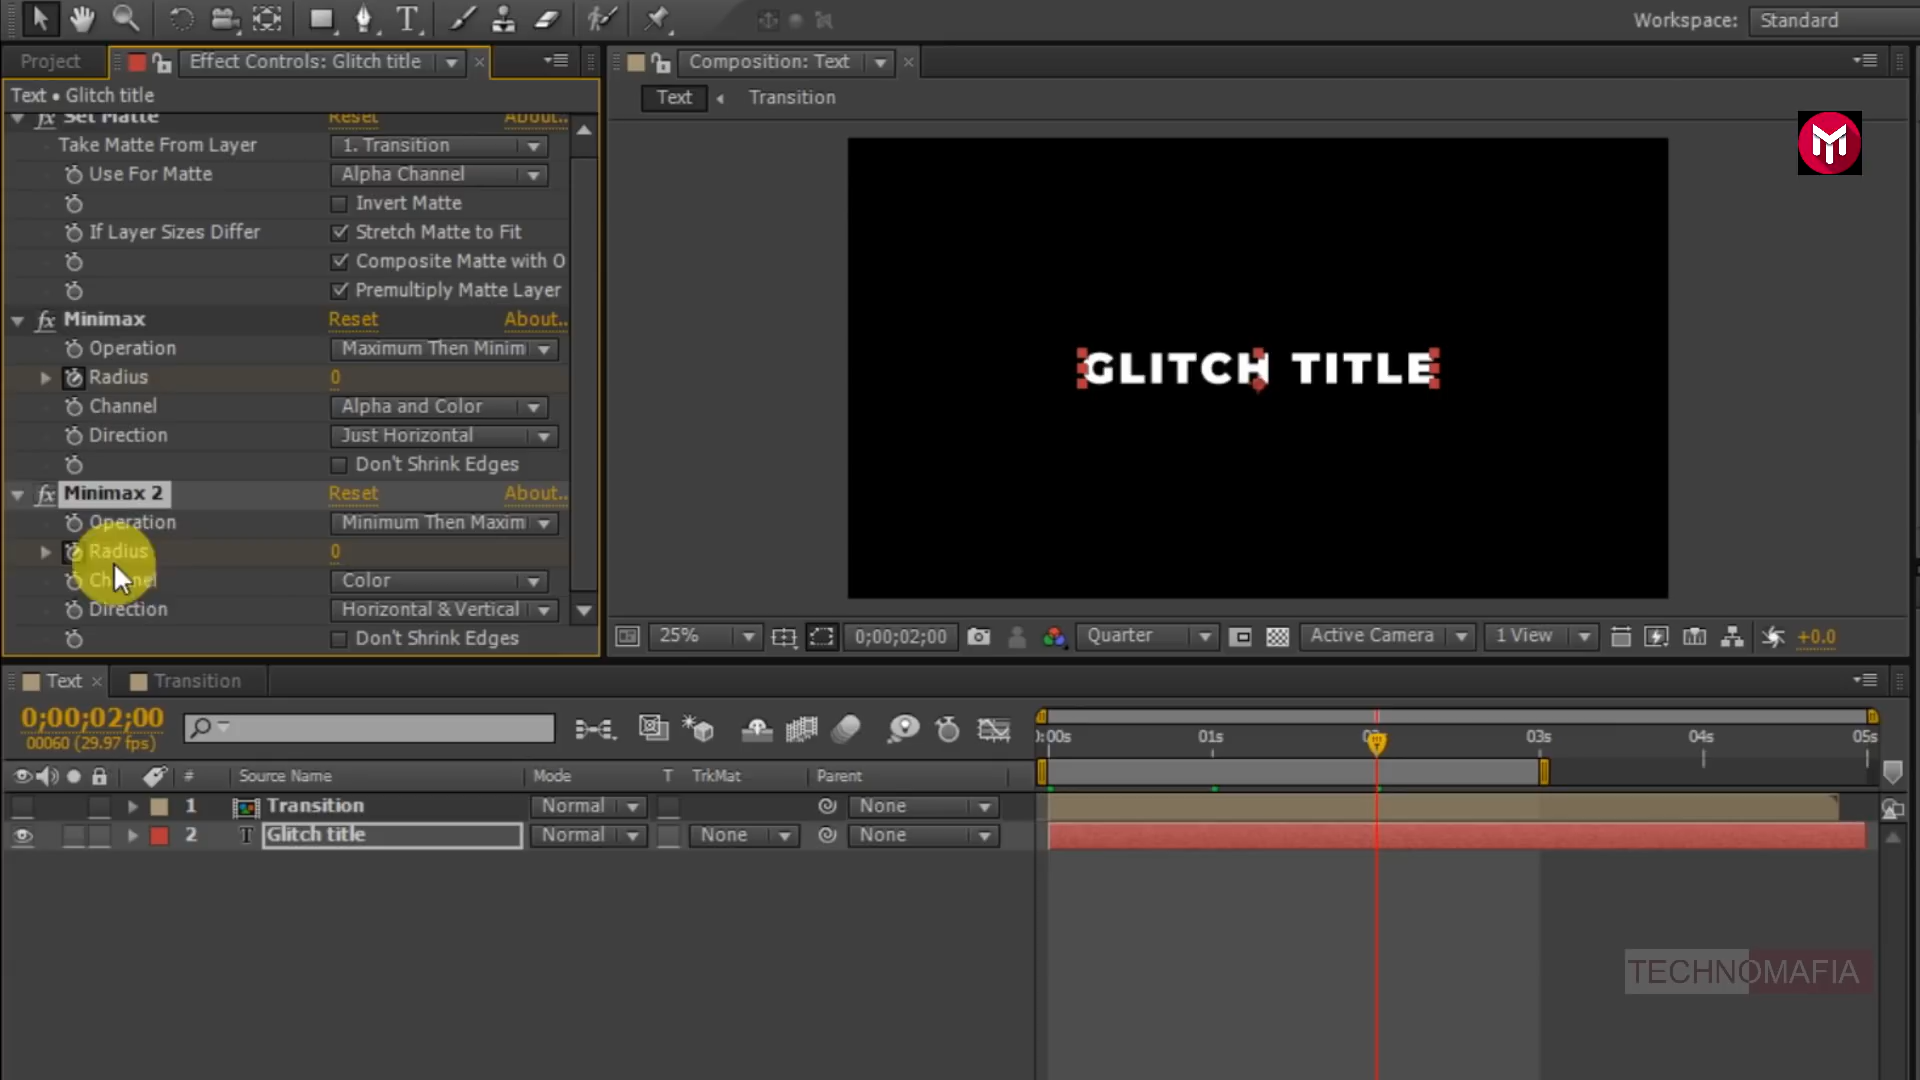 Workspace: Standard
Project
Effect Controls: Glitch title
Composition: Text
Text • Glitch title
Text
Transition
fx Set Matte Reset About..
Take Matte From Layer 1. Transition
Use For Matte Alpha Channel
Invert Matte
If Layer Sizes Differ Stretch Matte to Fit
Composite Matte with O
Premultiply Matte Layer
fx Minimax Reset About..
Operation Maximum Then Minim
Radius 0
Channel Alpha and Color
Direction Just Horizontal
Don't Shrink Edges
fx Minimax 2 Reset About..
Operation Minimum Then Maxim
Radius 0
Channel Color
Direction Horizontal & Vertical
Don't Shrink Edges
GLITCH TITLE
25% 0;00;02;00 Quarter Active Camera 1 View +0.0
Text Transition
0;00;02;00
00060 (29.97 fps)
0:00s 01s 03s 04s 05s
# Source Name Mode T TrkMat Parent
1 Transition Normal None
2 T Glitch title Normal None None
TECHNOMAFIA